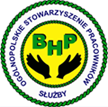 OGÓLNOPOLSKIE STOWARZYSZENIE PRACOWNIKÓW
BHP
SŁUŻBY